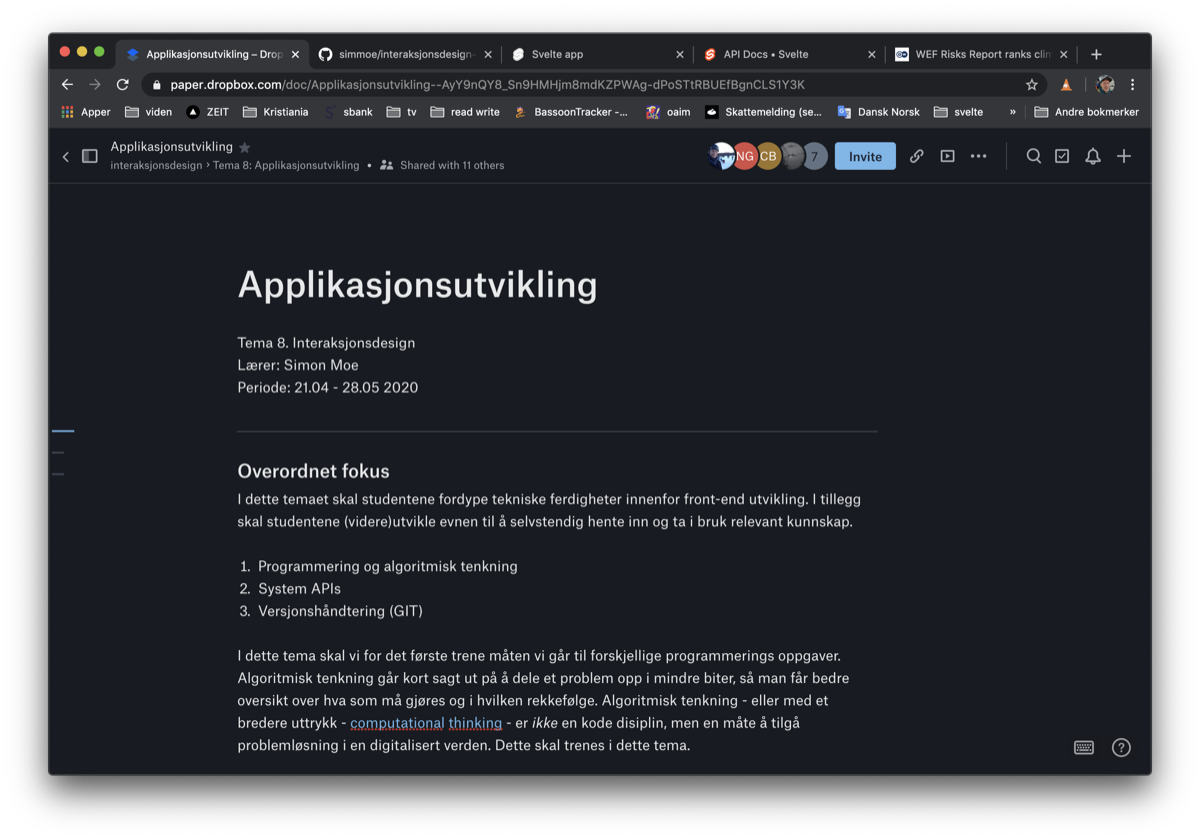 Applikasjonsutvikling – Drop
simmoe/interaksjonsdesign-
Svelte app
API Docs • Svelte
WEF Risks Report ranks clim
paper.dropbox.com/doc/Applikasjonsutvikling--AyY9nQY8_Sn9HMHjm8mdKZPWAg-dPoSTtRBUEfBgnCLS1Y3K
Apper
viden
ZEIT
Kristiania
sbank
tv
read write
BassoonTracker -...
oaim
Skattemelding (se...
Dansk Norsk
svelte
»
Andre bokmerker
Applikasjonsutvikling
interaksjonsdesign › Tema 8: Applikasjonsutvikling • Shared with 11 others
NG
CB
7
Invite
Applikasjonsutvikling
Tema 8. Interaksjonsdesign
Lærer: Simon Moe
Periode: 21.04 - 28.05 2020
Overordnet fokus
I dette temaet skal studentene fordype tekniske ferdigheter innenfor front-end utvikling. I tillegg
skal studentene (videre)utvikle evnen til å selvstendig hente inn og ta i bruk relevant kunnskap.
1. Programmering og algoritmisk tenkning
2. System APIs
3. Versjonshåndtering (GIT)
I dette tema skal vi for det første trene måten vi går til forskjellige programmerings oppgaver.
Algoritmisk tenkning går kort sagt ut på å dele et problem opp i mindre biter, så man får bedre
oversikt over hva som må gjøres og i hvilken rekkefølge. Algoritmisk tenkning - eller med et
bredere uttrykk - computational thinking - er ikke en kode disiplin, men en måte å tilgå
problemløsning i en digitalisert verden. Dette skal trenes i dette tema.